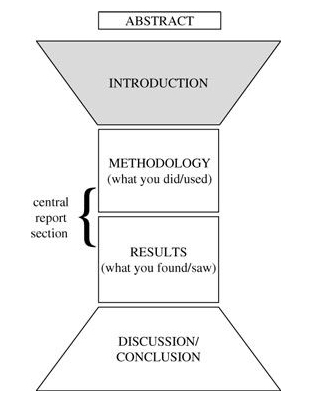 ABSTRACT
INTRODUCTION
METHODOLOGY
(what you did/used)
central
report
section
RESULTS
(what you found/saw)
DISCUSSION/
CONCLUSION